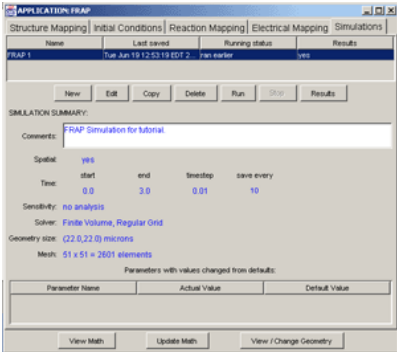 APPLICATION: FRAP
Structure Mapping Initial Conditions Reaction Mapping Electrical Mapping Simulations
Name Last saved Running status Results
FRAP 1 Tue Jun 19 12:53:19 EDT 2... ran earlier yes
New Edit Copy Delete Run Stop Results
SIMULATION SUMMARY:
Comments: FRAP Simulation for tutorial.
Spatial: yes
start end timestep save every
Time: 0.0 3.0 0.01 10
Sensitivity: no analysis
Solver: Finite Volume, Regular Grid
Geometry size: (22.0,22.0) microns
Mesh: 51 x 51 = 2601 elements
Parameters with values changed from defaults:
Parameter Name Actual Value Default Value
View Math Update Math View / Change Geometry